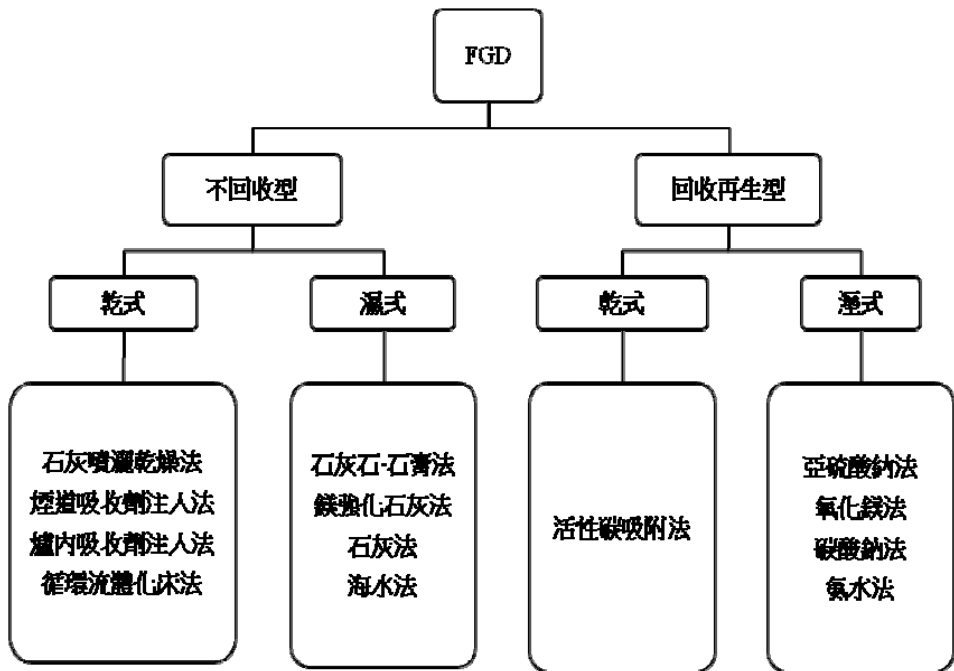 FGD
不回收型
回收再生型
乾式
濕式
乾式
溼式
石灰噴灑乾燥法
煙道吸收劑注入法
爐內吸收劑注入法
循環流體化床法
石灰石-石膏法
鎂強化石灰法
石灰法
海水法
活性碳吸附法
亞硫酸鈉法
氧化鎂法
碳酸鈉法
氨水法